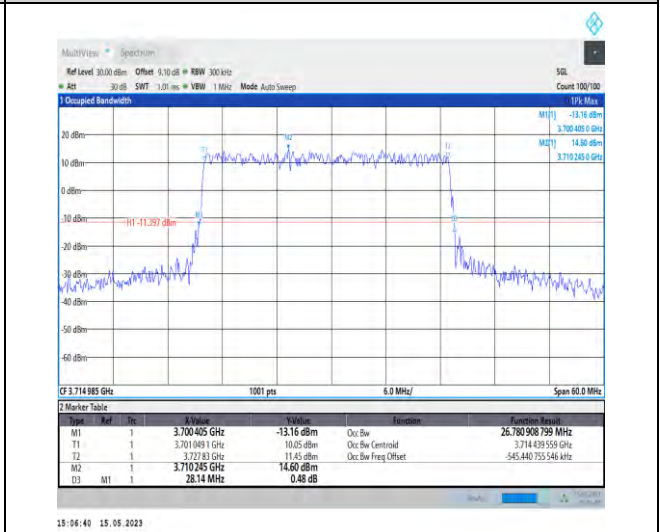 MultiView Spectrum
Ref Level 30.00 dBm Offset 9.10 dB RBW 300 kHz SGL
Att 30 dB SWT 1.01 ms VBW 1 MHz Mode Auto Sweep Count 100/100
1 Occupied Bandwidth 1Pk Max
M1[1] -13.16 dBm
3.700 405 0 GHz
M2[1] 14.60 dBm
3.710 245 0 GHz
20 dBm
M2
T1 T2
10 dBm
0 dBm
-10 dBm
H1 -11.397 dBm
-20 dBm
-30 dBm
-40 dBm
-50 dBm
-60 dBm
CF 3.714 985 GHz 1001 pts 6.0 MHz/ Span 60.0 MHz
2 Marker Table
Type Ref Trc X-Value Y-Value Function Function Result
M1 1 3.700 405 GHz -13.16 dBm Occ Bw 26.780 908 799 MHz
T1 1 3.701 049 1 GHz 10.05 dBm Occ Bw Centroid 3.714 439 559 GHz
T2 1 3.727 83 GHz 11.45 dBm Occ Bw Freq Offset -545.440 755 546 kHz
M2 1 3.710 245 GHz 14.60 dBm
D3 M1 1 28.14 MHz 0.48 dB
15:06:40 15.05.2023